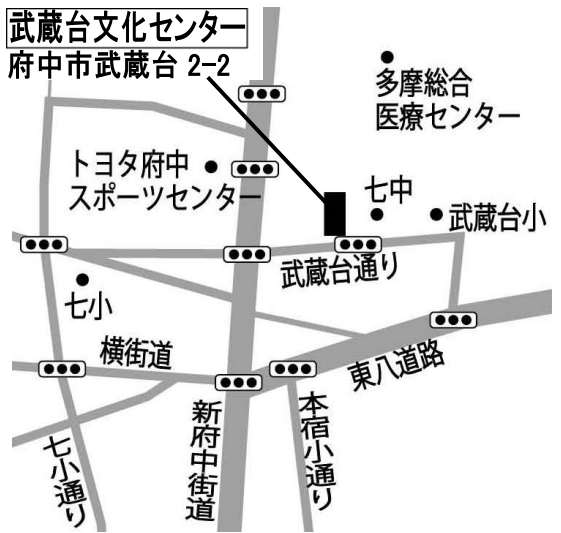 武蔵台文化センター
府中市武蔵台 2-2
多摩総合
医療センター
トヨタ府中
スポーツセンター
七中
武蔵台小
武蔵台通り
七小
横街道
東八道路
新府中街道
本宿小通り
七小通り